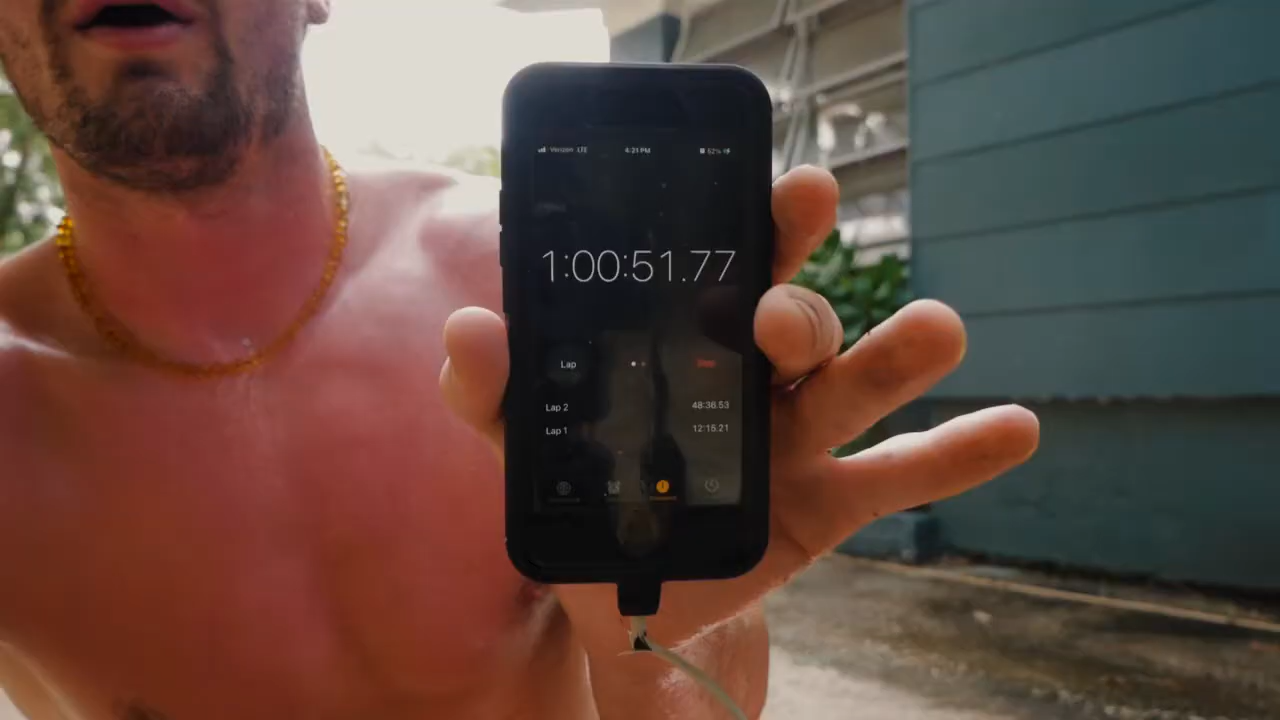 Verizon LTE 4:21 PM 52%
1:00:51.77
Lap Stop
Lap 2 48:36.53
Lap 1 12:15.21